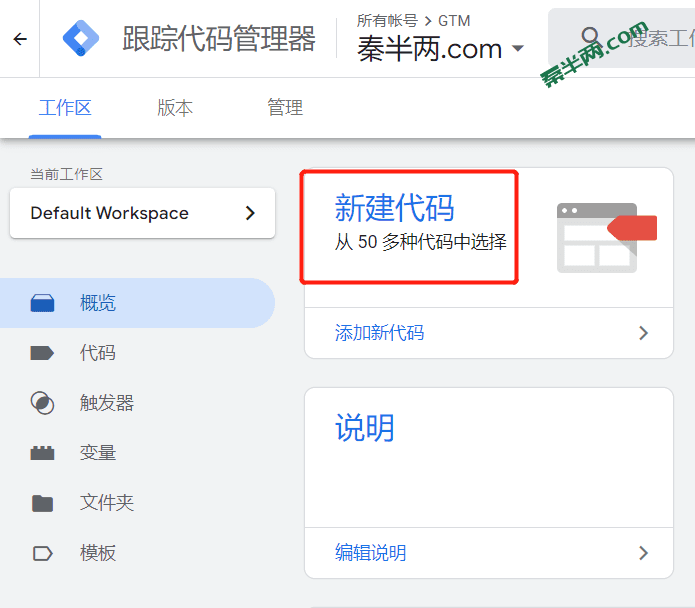 所有帐号 > GTM
跟踪代码管理器
秦半两.com
搜索工
秦半两.com
工作区
版本
管理
当前工作区
Default Workspace
新建代码
从 50 多种代码中选择
概览
添加新代码
代码
触发器
说明
变量
文件夹
编辑说明
模板